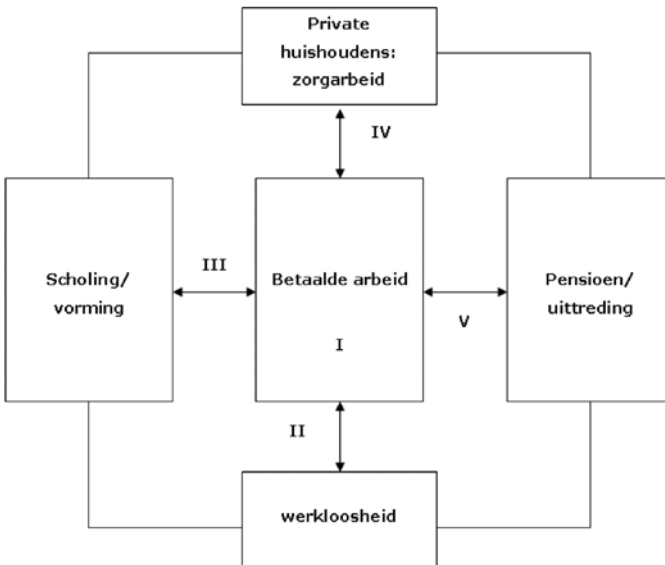 Private
huishoudens:
zorgarbeid
IV
Scholing/
vorming
III
Betaalde arbeid
I
V
Pensioen/
uittreding
II
werkloosheid